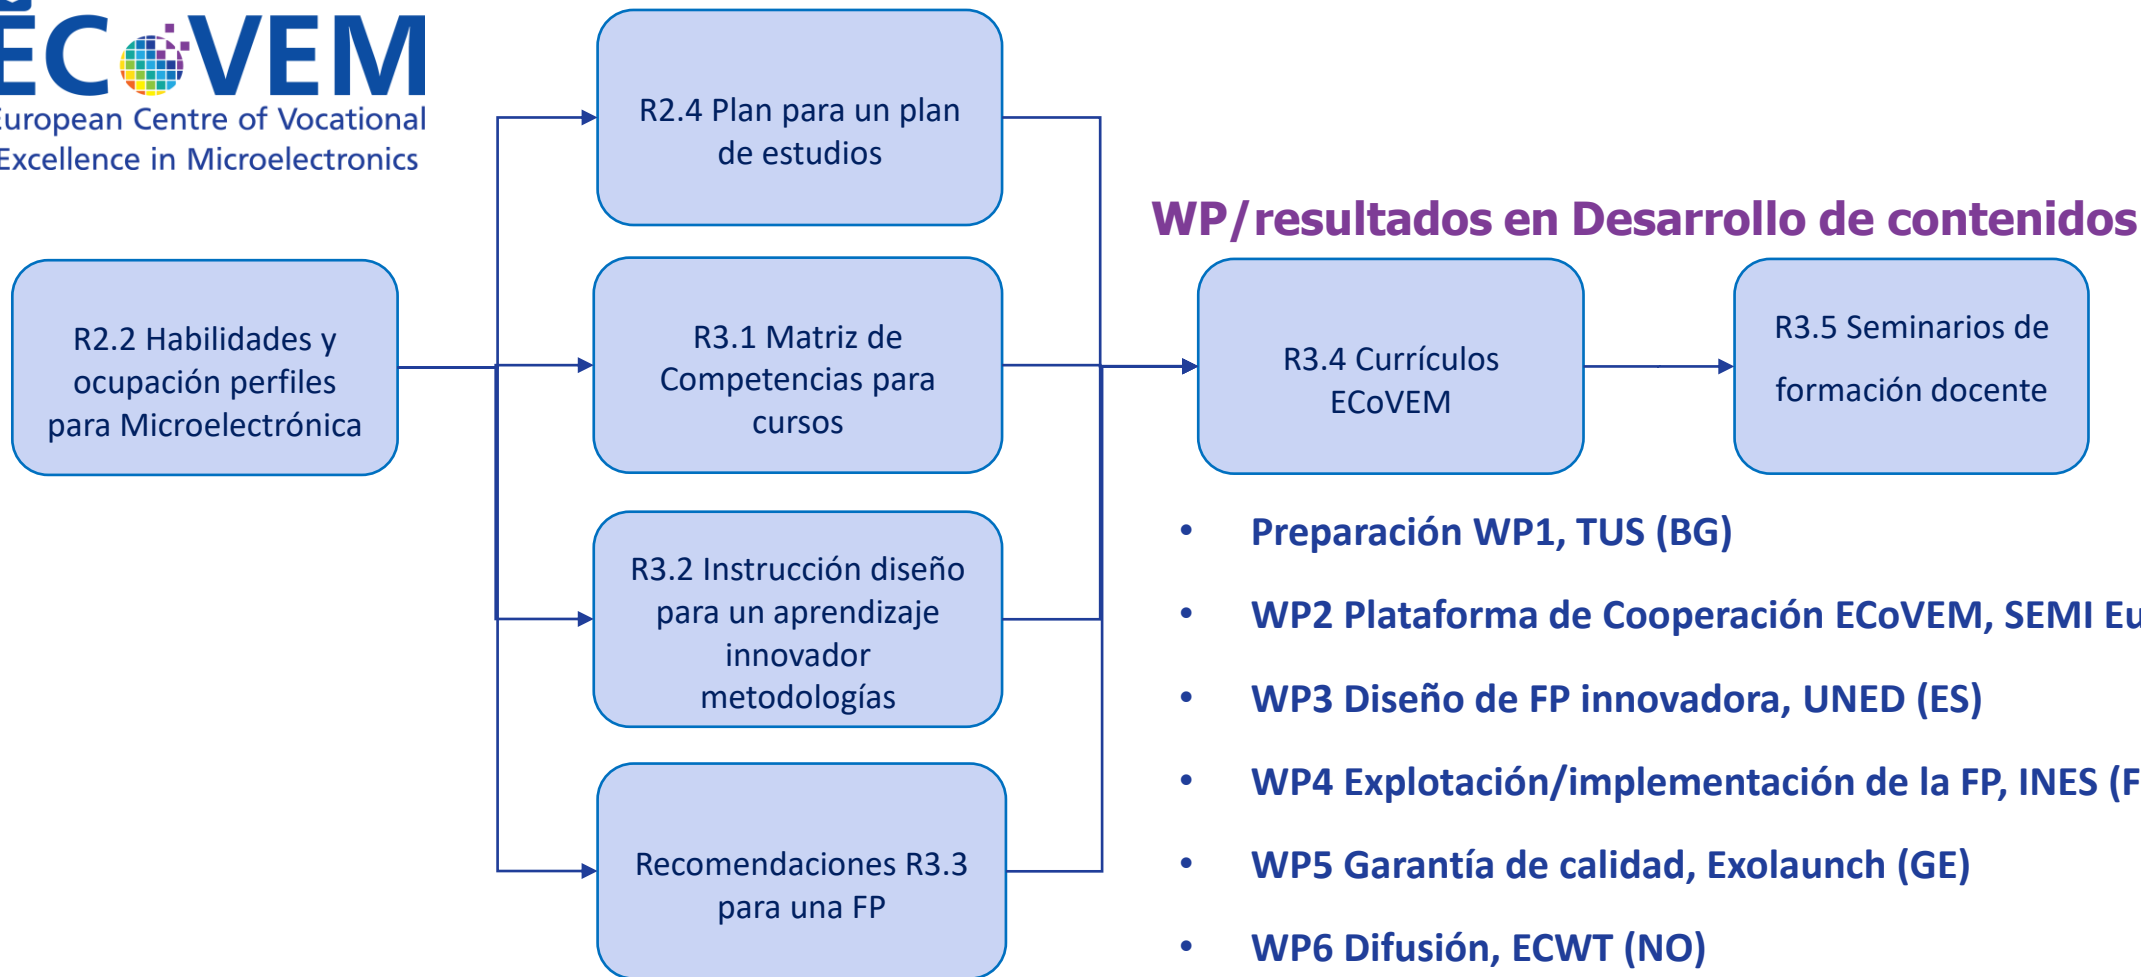 ECoVEM
European Centre of Vocational
Excellence in Microelectronics
R2.4 Plan para un plan
de estudios
WP/resultados en Desarrollo de contenidos
R2.2 Habilidades y
ocupación perfiles
para Microelectrónica
R3.1 Matriz de
Competencias para
cursos
R3.4 Currículos
ECoVEM
R3.5 Seminarios de
formación docente
R3.2 Instrucción diseño
para un aprendizaje
innovador
metodologías
Recomendaciones R3.3
para una FP
• Preparación WP1, TUS (BG)
• WP2 Plataforma de Cooperación ECoVEM, SEMI Eu
• WP3 Diseño de FP innovadora, UNED (ES)
• WP4 Explotación/implementación de la FP, INES (F
• WP5 Garantía de calidad, Exolaunch (GE)
• WP6 Difusión, ECWT (NO)